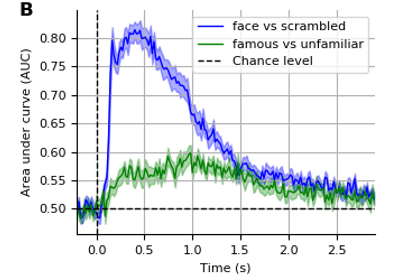 B
face vs scrambled
famous vs unfamiliar
Chance level
Area under curve (AUC)
0.80
0.75
0.70
0.65
0.60
0.55
0.50
0.0 0.5 1.0 1.5 2.0 2.5
Time (s)